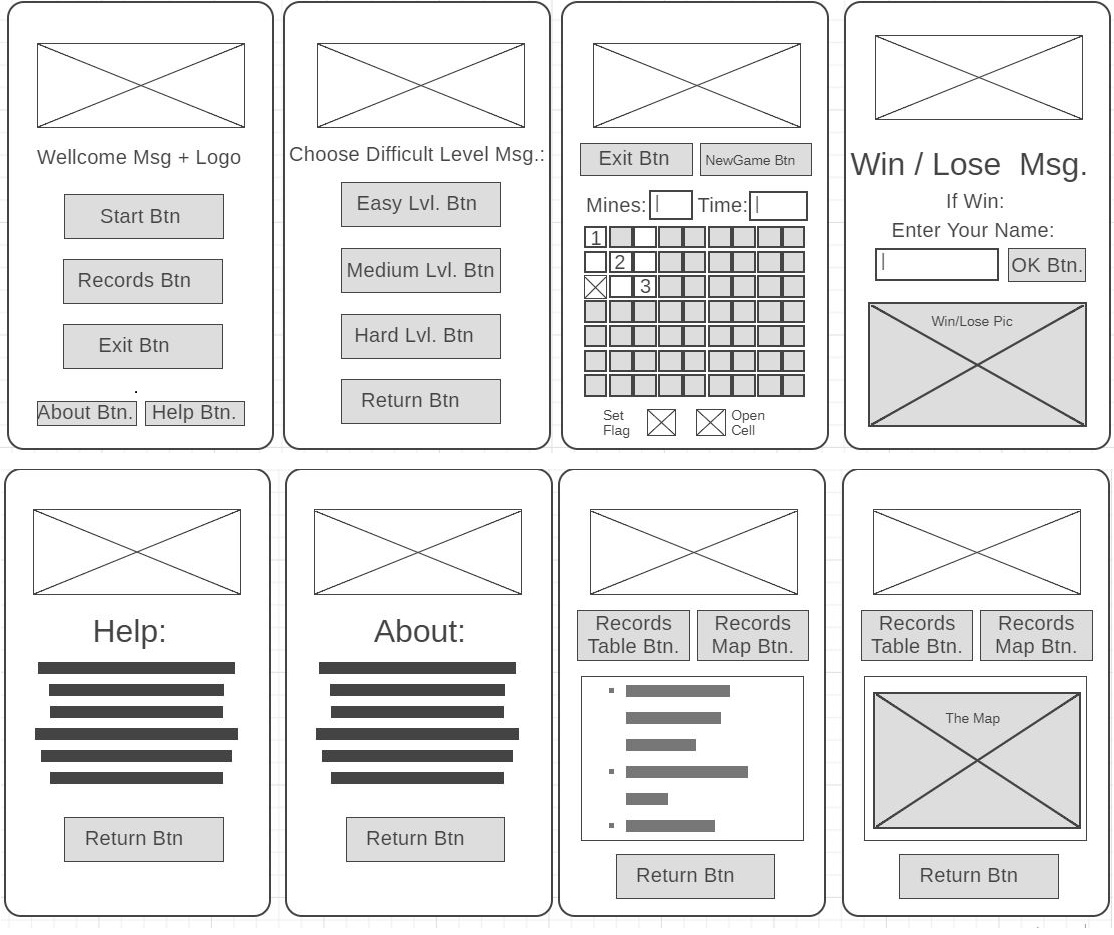 Wellcome Msg + Logo
Start Btn
Records Btn
Exit Btn
.
About Btn. Help Btn.
Choose Difficult Level Msg.:
Easy Lvl. Btn
Medium Lvl. Btn
Hard Lvl. Btn
Return Btn
Exit Btn NewGame Btn
Mines: | Time: |
1
2
3
Set
Flag
Open
Cell
Win / Lose Msg.
If Win:
Enter Your Name:
| OK Btn.
Win/Lose Pic
Help:
Return Btn
About:
Return Btn
Records
Table Btn.
Records
Map Btn.
Return Btn
Records
Table Btn.
Records
Map Btn.
The Map
Return Btn